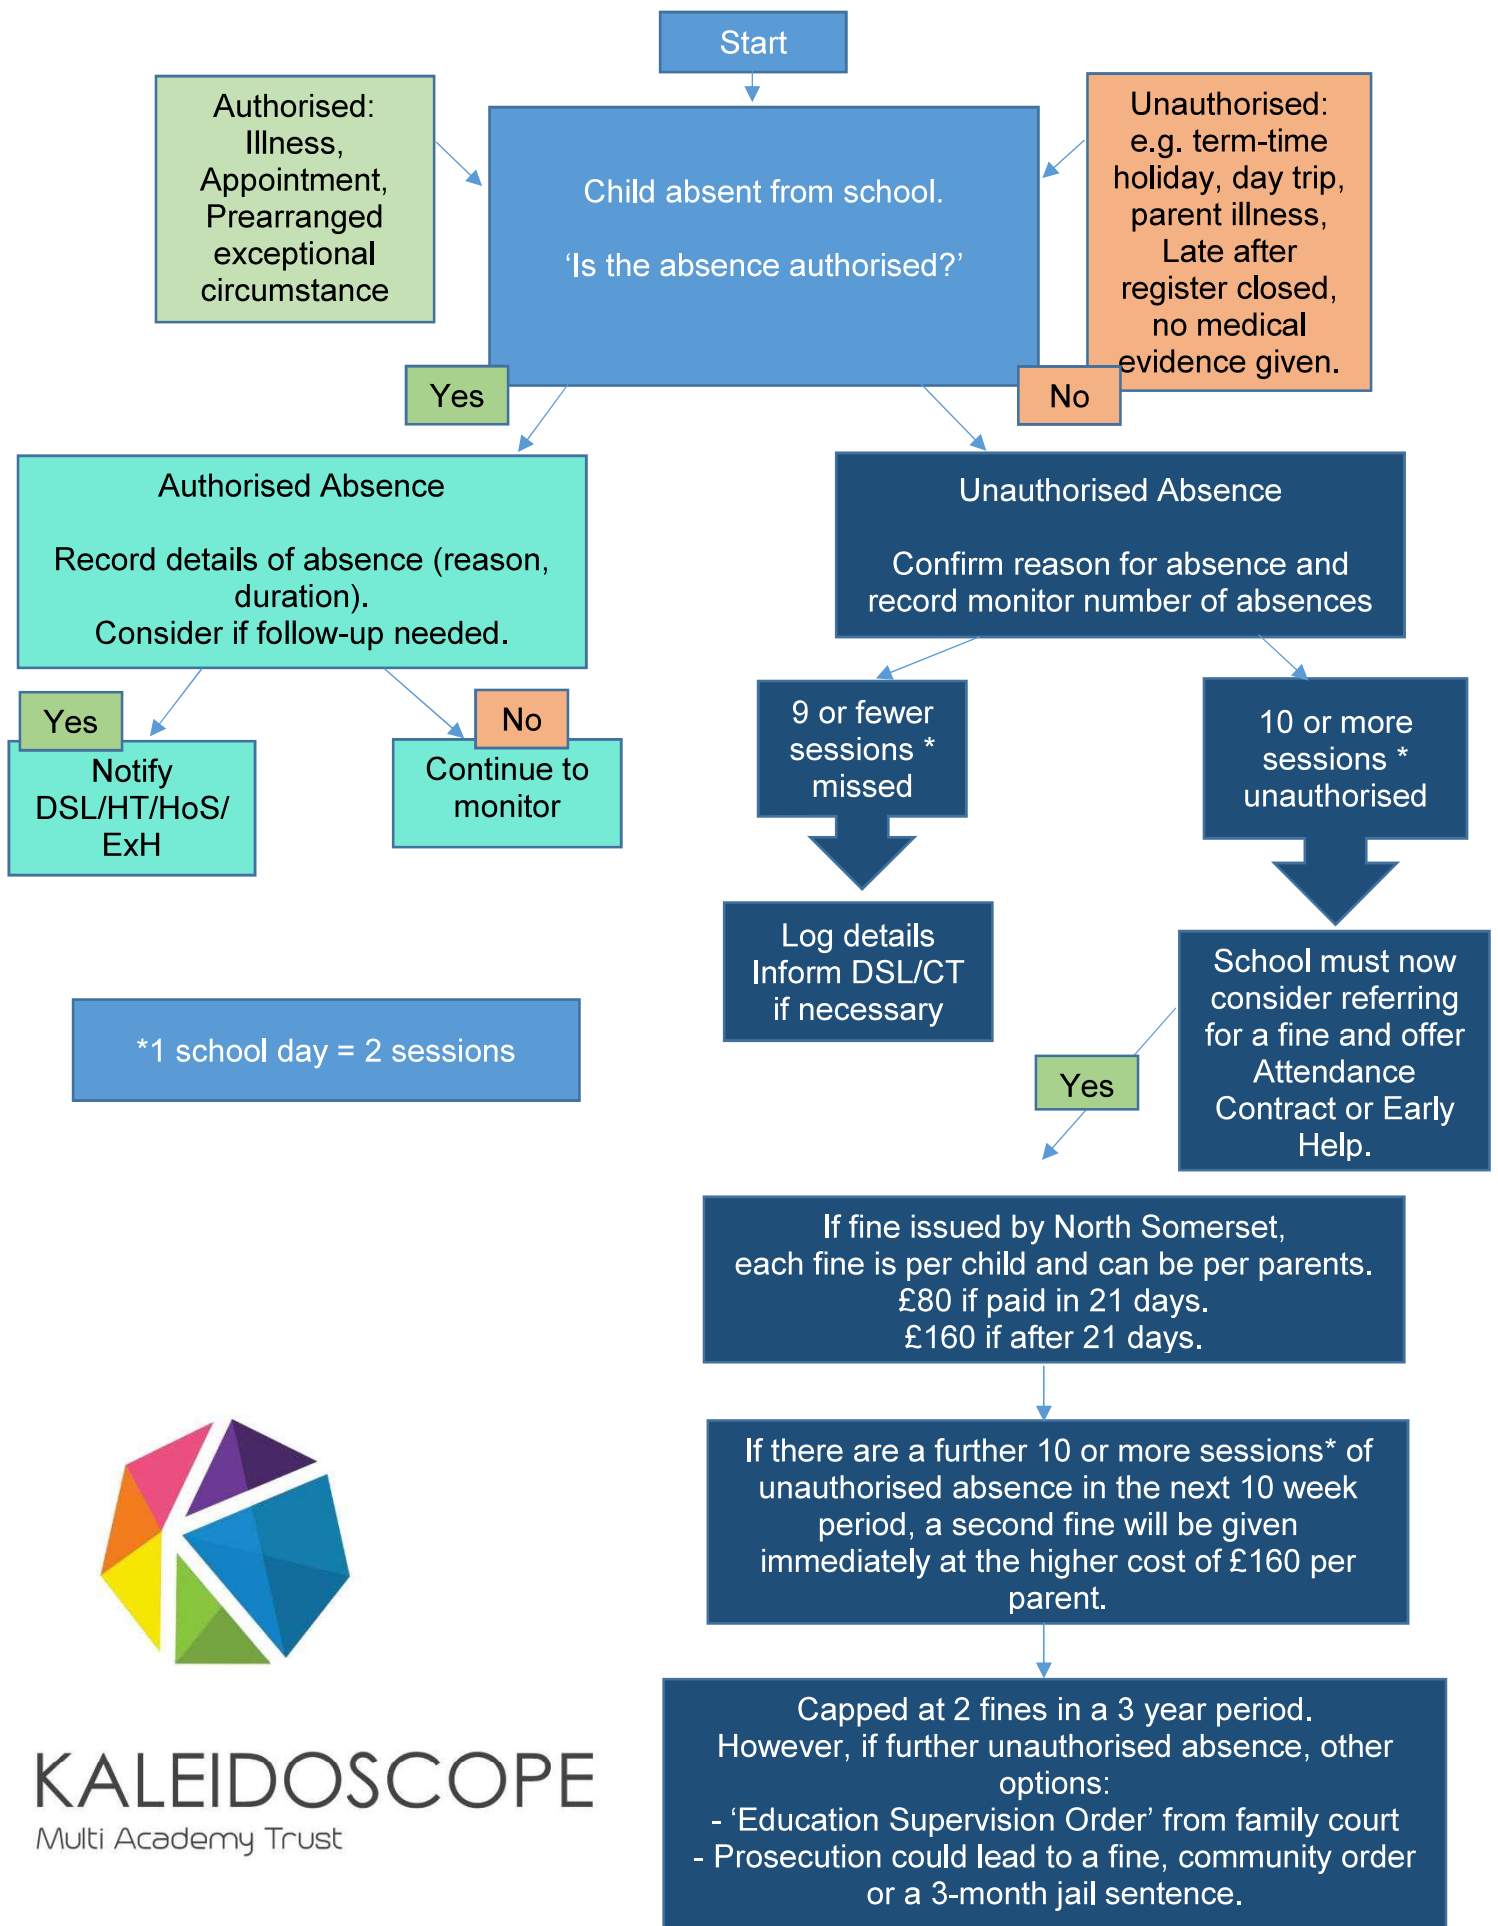 Start
Authorised:
Illness,
Appointment,
Prearranged
exceptional
circumstance
Child absent from school.
‘Is the absence authorised?’
Unauthorised:
e.g. term-time
holiday, day trip,
parent illness,
Late after
register closed,
no medical
evidence given.
Yes
No
Authorised Absence
Record details of absence (reason,
duration).
Consider if follow-up needed.
Unauthorised Absence
Confirm reason for absence and
record monitor number of absences
Yes
Notify
DSL/HT/HoS/
ExH
No
Continue to
monitor
9 or fewer
sessions *
missed
10 or more
sessions *
unauthorised
Log details
Inform DSL/CT
if necessary
School must now
consider referring
for a fine and offer
Attendance
Contract or Early
Help.
*1 school day = 2 sessions
Yes
If fine issued by North Somerset,
each fine is per child and can be per parents.
£80 if paid in 21 days.
£160 if after 21 days.
If there are a further 10 or more sessions* of
unauthorised absence in the next 10 week
period, a second fine will be given
immediately at the higher cost of £160 per
parent.
Capped at 2 fines in a 3 year period.
However, if further unauthorised absence, other
options:
- ‘Education Supervision Order’ from family court
- Prosecution could lead to a fine, community order
or a 3-month jail sentence.
KALEIDOSCOPE
Multi Academy Trust